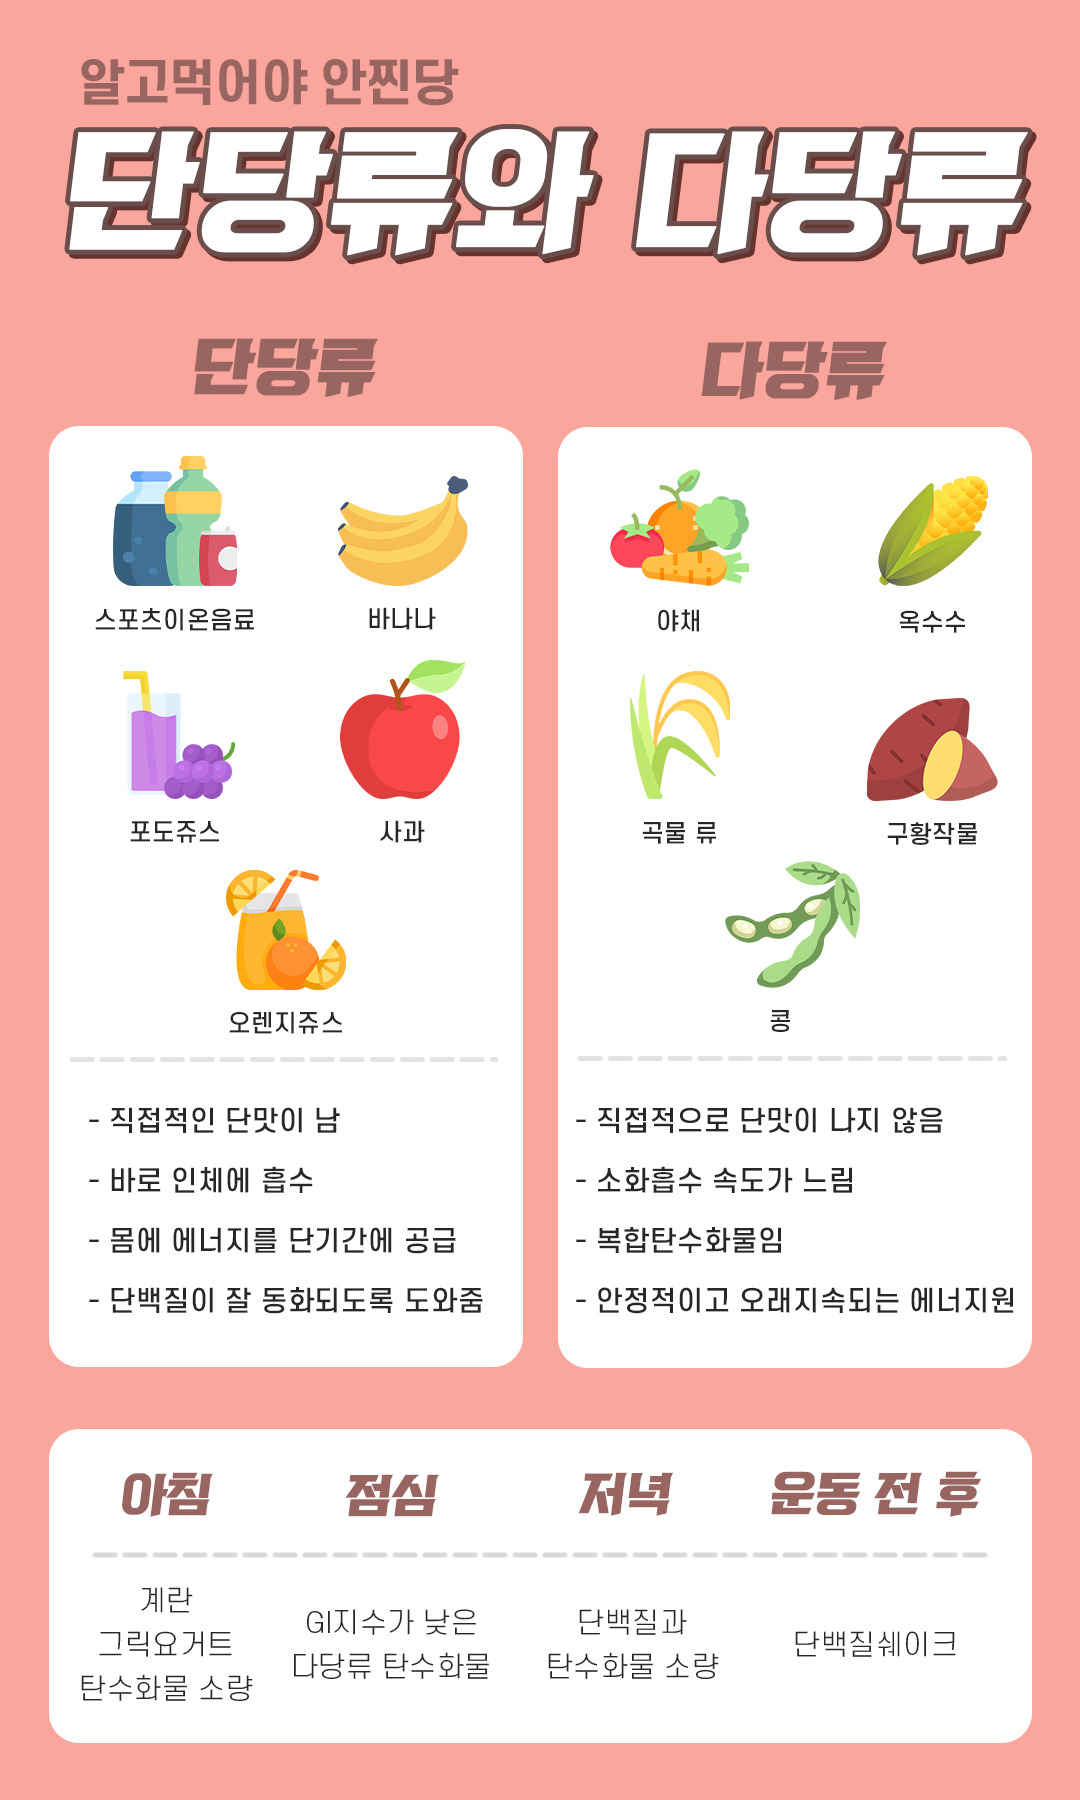 알고먹어야 안찐당
단당류와 다당류
단당류
스포츠이온음료
바나나
포도쥬스
사과
오렌지쥬스
- 직접적인 단맛이 남
- 바로 인체에 흡수
- 몸에 에너지를 단기간에 공급
- 단백질이 잘 동화되도록 도와줌
다당류
야채
옥수수
곡물 류
구황작물
콩
- 직접적으로 단맛이 나지 않음
- 소화흡수 속도가 느림
- 복합탄수화물임
- 안정적이고 오래지속되는 에너지원
아침
계란
그릭요거트
탄수화물 소량
점심
GI지수가 낮은
다당류 탄수화물
저녁
단백질과
탄수화물 소량
운동 전 후
단백질쉐이크